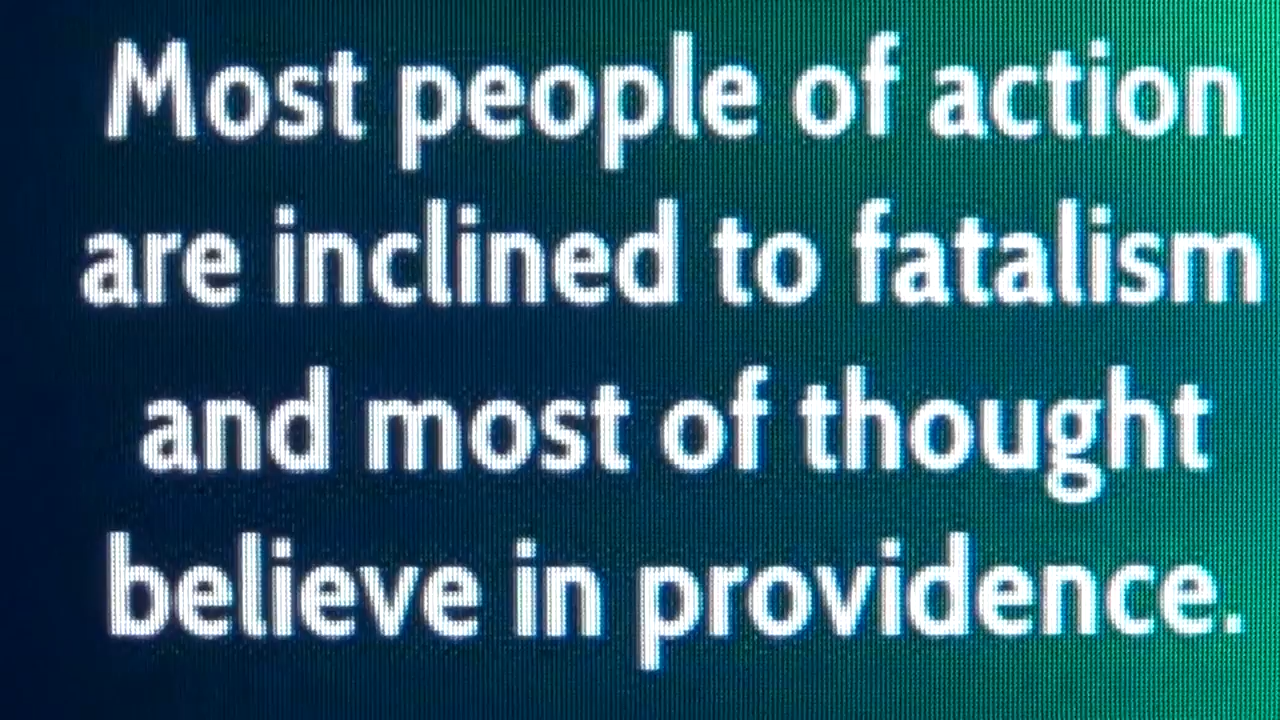 Most people of action
are inclined to fatalism
and most of thought
believe in providence.